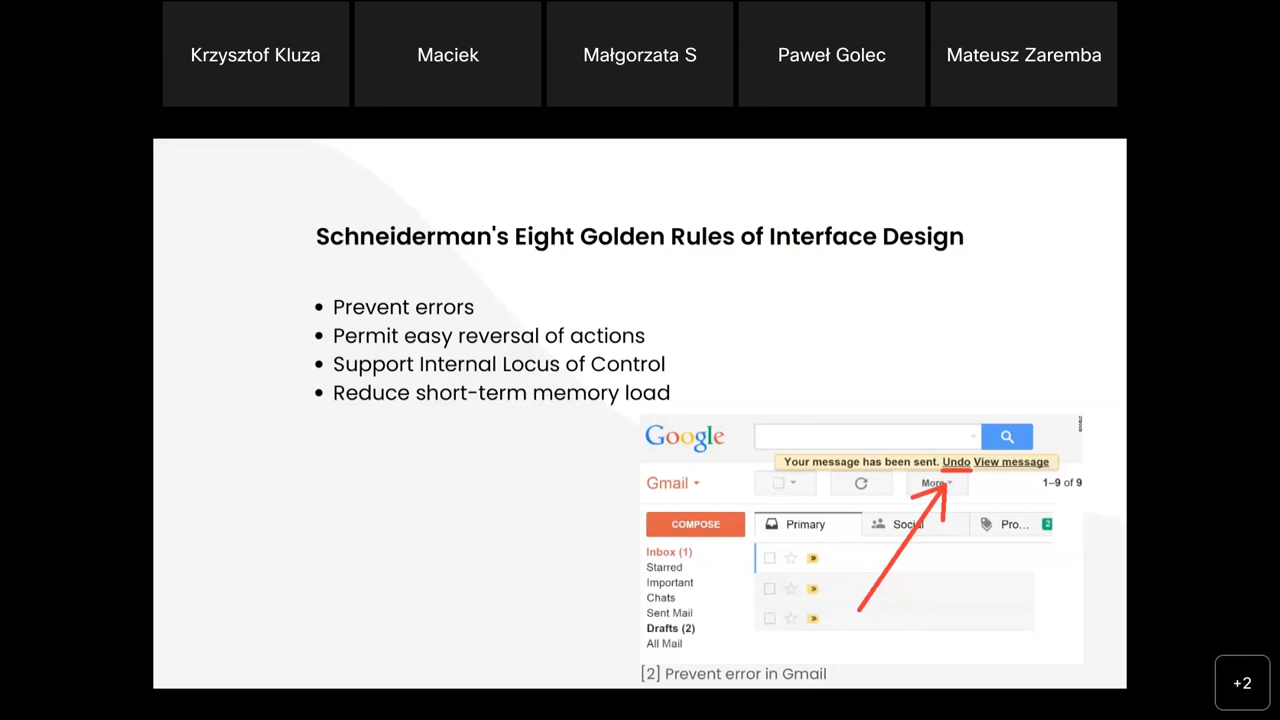 Krzysztof Kluza
Maciek
Małgorzata S
Paweł Golec
Mateusz Zaremba
Schneiderman's Eight Golden Rules of Interface Design
• Prevent errors
• Permit easy reversal of actions
• Support Internal Locus of Control
• Reduce short-term memory load
Google
Your message has been sent. Undo View message
Gmail
More
1–9 of 9
COMPOSE
Primary
Social
Pro...
2
Inbox (1)
Starred
Important
Chats
Sent Mail
Drafts (2)
All Mail
[2] Prevent error in Gmail
+2